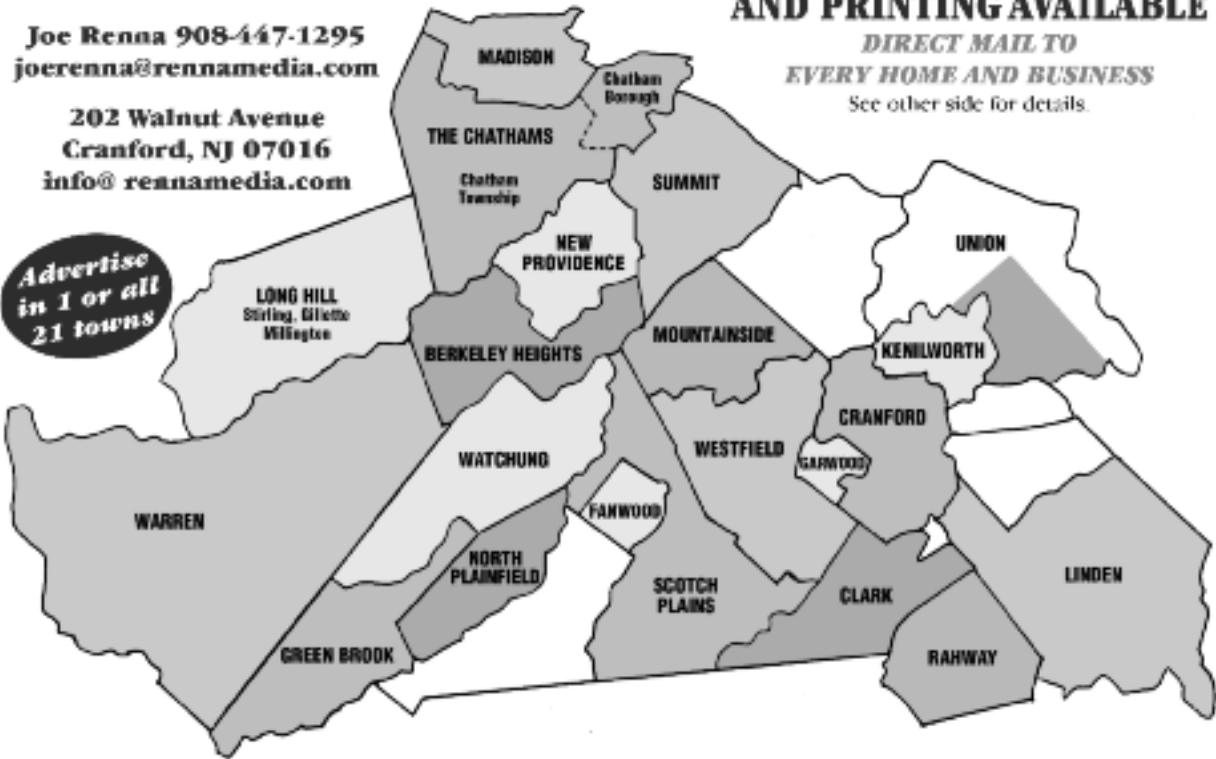 Joe Renna 908-447-1295
joerenna@rennamedia.com
202 Walnut Avenue
Cranford, NJ 07016
info@ rennamedia.com
AND PRINTING AVAILABLE
DIRECT MAIL TO
EVERY HOME AND BUSINESS
See other side for details.
Advertise
in 1 or all
21 towns
MADISON
Chatham
Borough
THE CHATHAMS
Chatham
Township
SUMMIT
NEW
PROVIDENCE
UNION
LONG HILL
Stirling, Gillette
Millington
BERKELEY HEIGHTS
MOUNTAINSIDE
KENILWORTH
CRANFORD
WATCHUNG
WESTFIELD
GARWOOD
WARREN
FANWOOD
NORTH
PLAINFIELD
SCOTCH
PLAINS
CLARK
LINDEN
GREEN BROOK
RAHWAY